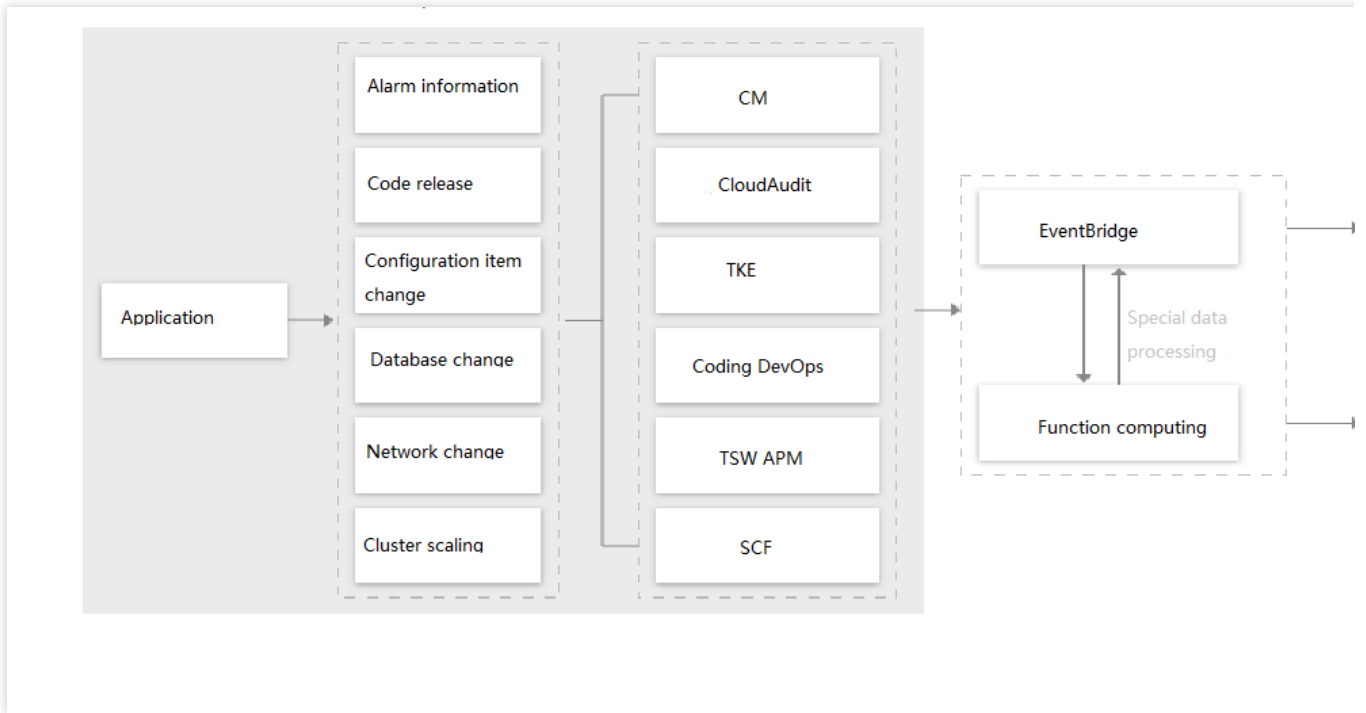 Application
Alarm information
Code release
Configuration item
change
Database change
Network change
Cluster scaling
CM
CloudAudit
TKE
Coding DevOps
TSW APM
SCF
EventBridge
Special data
processing
Function computing